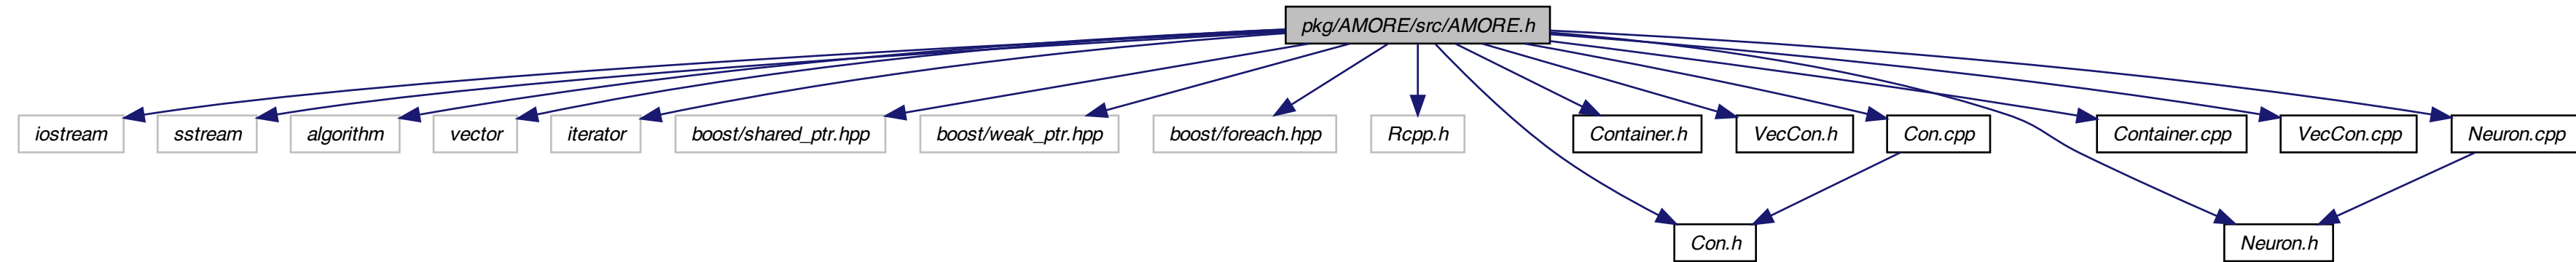 pkg/AMORE/src/AMORE.h
iostream
sstream
algorithm
vector
iterator
boost/shared_ptr.hpp
boost/weak_ptr.hpp
boost/foreach.hpp
Rcpp.h
Container.h
VecCon.h
Con.cpp
Container.cpp
VecCon.cpp
Neuron.cpp
Con.h
Neuron.h